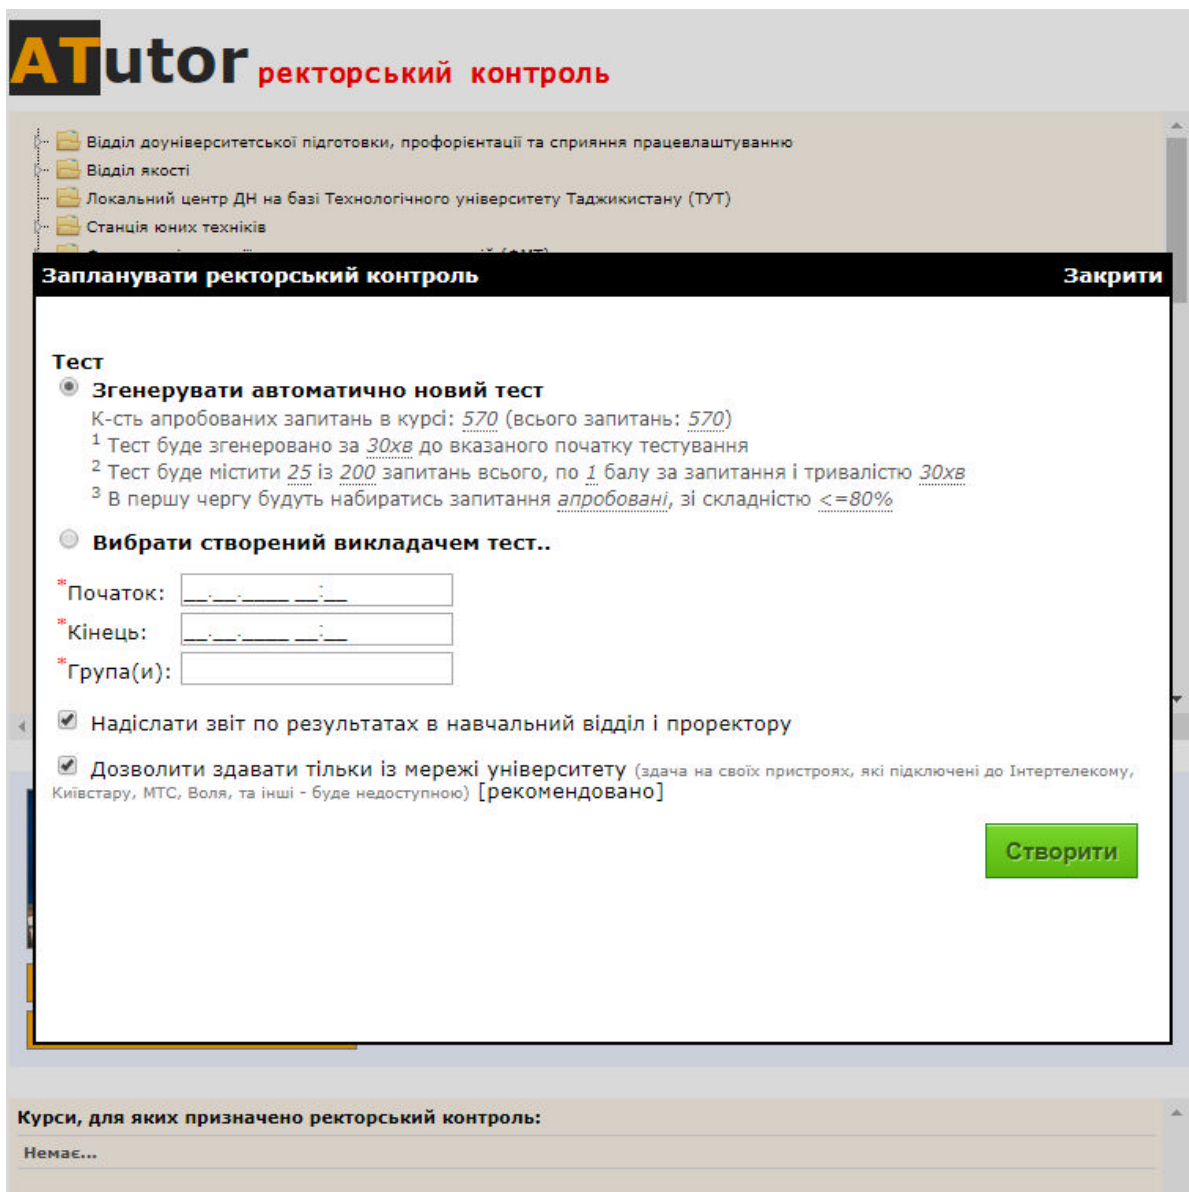 ATutor ректорський контроль
Відділ доуніверситетської підготовки, профорієнтації та сприяння працевлаштуванню
Відділ якості
Локальний центр ДН на базі Технологічного університету Таджикистану (ТУТ)
Станція юних техніків
Запланувати ректорський контроль Закрити
Тест
Згенерувати автоматично новий тест
К-сть апробованих запитань в курсі: 570 (всього запитань: 570)
1 Тест буде згенеровано за 30хв до вказаного початку тестування
2 Тест буде містити 25 із 200 запитань всього, по 1 балу за запитання і тривалістю 30хв
3 В першу чергу будуть набиратись запитання апробовані, зі складністю <=80%
Вибрати створений викладачем тест..
*Початок: __.__.____ __:__
*Кінець: __.__.____ __:__
*Група(и):
Надіслати звіт по результатах в навчальний відділ і проректору
Дозволити здавати тільки із мережі університету (здача на своїх пристроях, які підключені до Інтертелекому,
Київстару, МТС, Воля, та інші - буде недоступною) [рекомендовано]
Створити
Курси, для яких призначено ректорський контроль:
Немає...